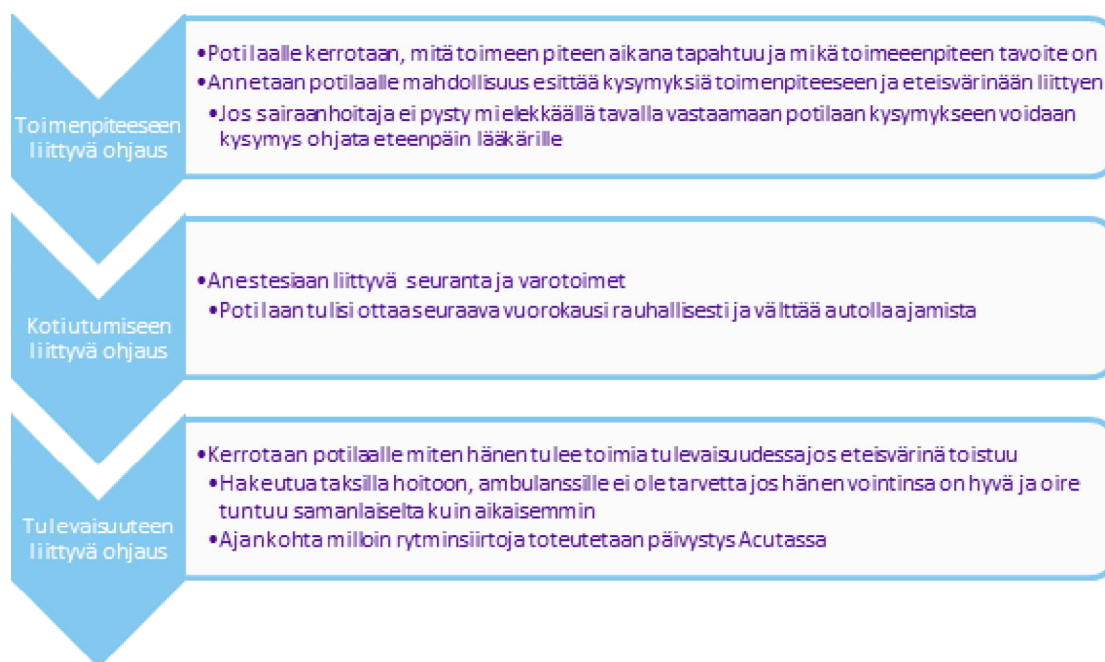 Toimenpiteeseen
liittyvä ohjaus
•Potilaalle kerrotaan, mitä toimeen piteen aikana tapahtuu ja mikä toimeeenpiteen tavoite on
•Annetaan potilaalle mahdollisuus esittää kysymyksiä toimenpiteeseen ja eteisvärinään liittyen
•Jos sairaanhoitaja ei pysty mielekkäällä tavalla vastaamaan potilaan kysymykseen voidaan
kysymys ohjata eteenpäin lääkärille
Kotiutumiseen
liittyvä ohjaus
•Anestesiaan liittyvä seuranta ja varotoimet
•Potilaan tulisi ottaa seuraava vuorokausi rauhallisesti ja välttää autolla ajamista
Tulevaisuuteen
liittyvä ohjaus
•Kerrotaan potilaalle miten hänen tulee toimia tulevaisuudessa jos eteisvärinä toistuu
•Hakeutua taksilla hoitoon, ambulanssille ei ole tarvetta jos hänen vointinsa on hyvä ja oire
tuntuu samanlaiselta kuin aikaisemmin
•Ajankohta milloin rytminsiirtoja toteutetaan päivystys Acutassa